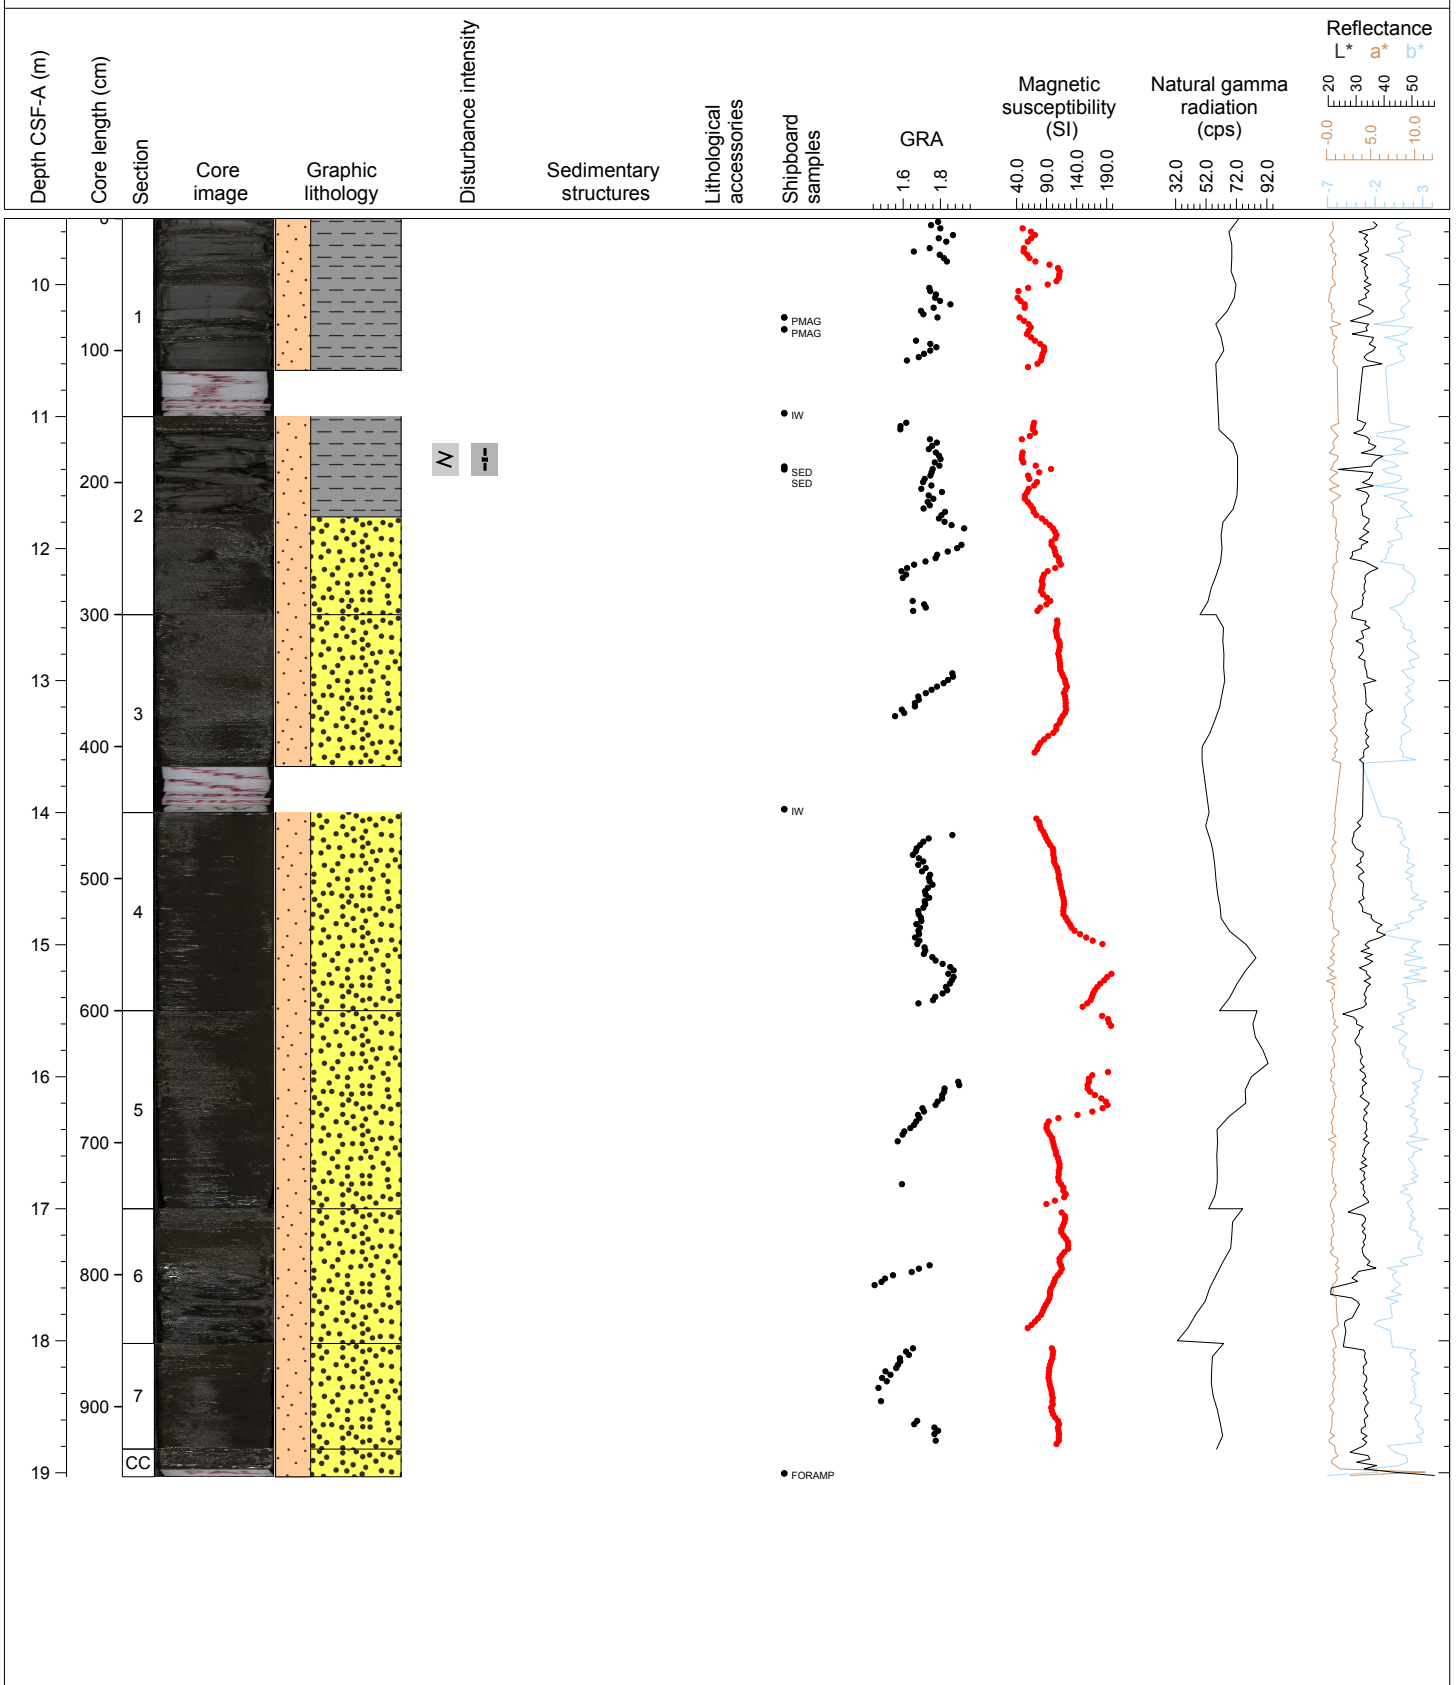 Depth CSF-A (m)
Core length (cm)
Section
Core
image
Graphic
lithology
Disturbance intensity
Sedimentary
structures
Lithological
accessories
Shipboard
samples
GRA
1.6 1.8
Magnetic
susceptibility
(SI)
40.0 90.0 140.0 190.0
Natural gamma
radiation
(cps)
32.0 52.0 72.0 92.0
Reflectance
L* a* b*
20 30 40 50
-0.0 5.0 10.0
-7 -2 3
0
10
1
PMAG
PMAG
100
11
IW
SED
200
SED
2
12
300
13
3
400
14
IW
500
4
15
600
16
5
700
17
800
6
18
7
900
CC
19
FORAMP